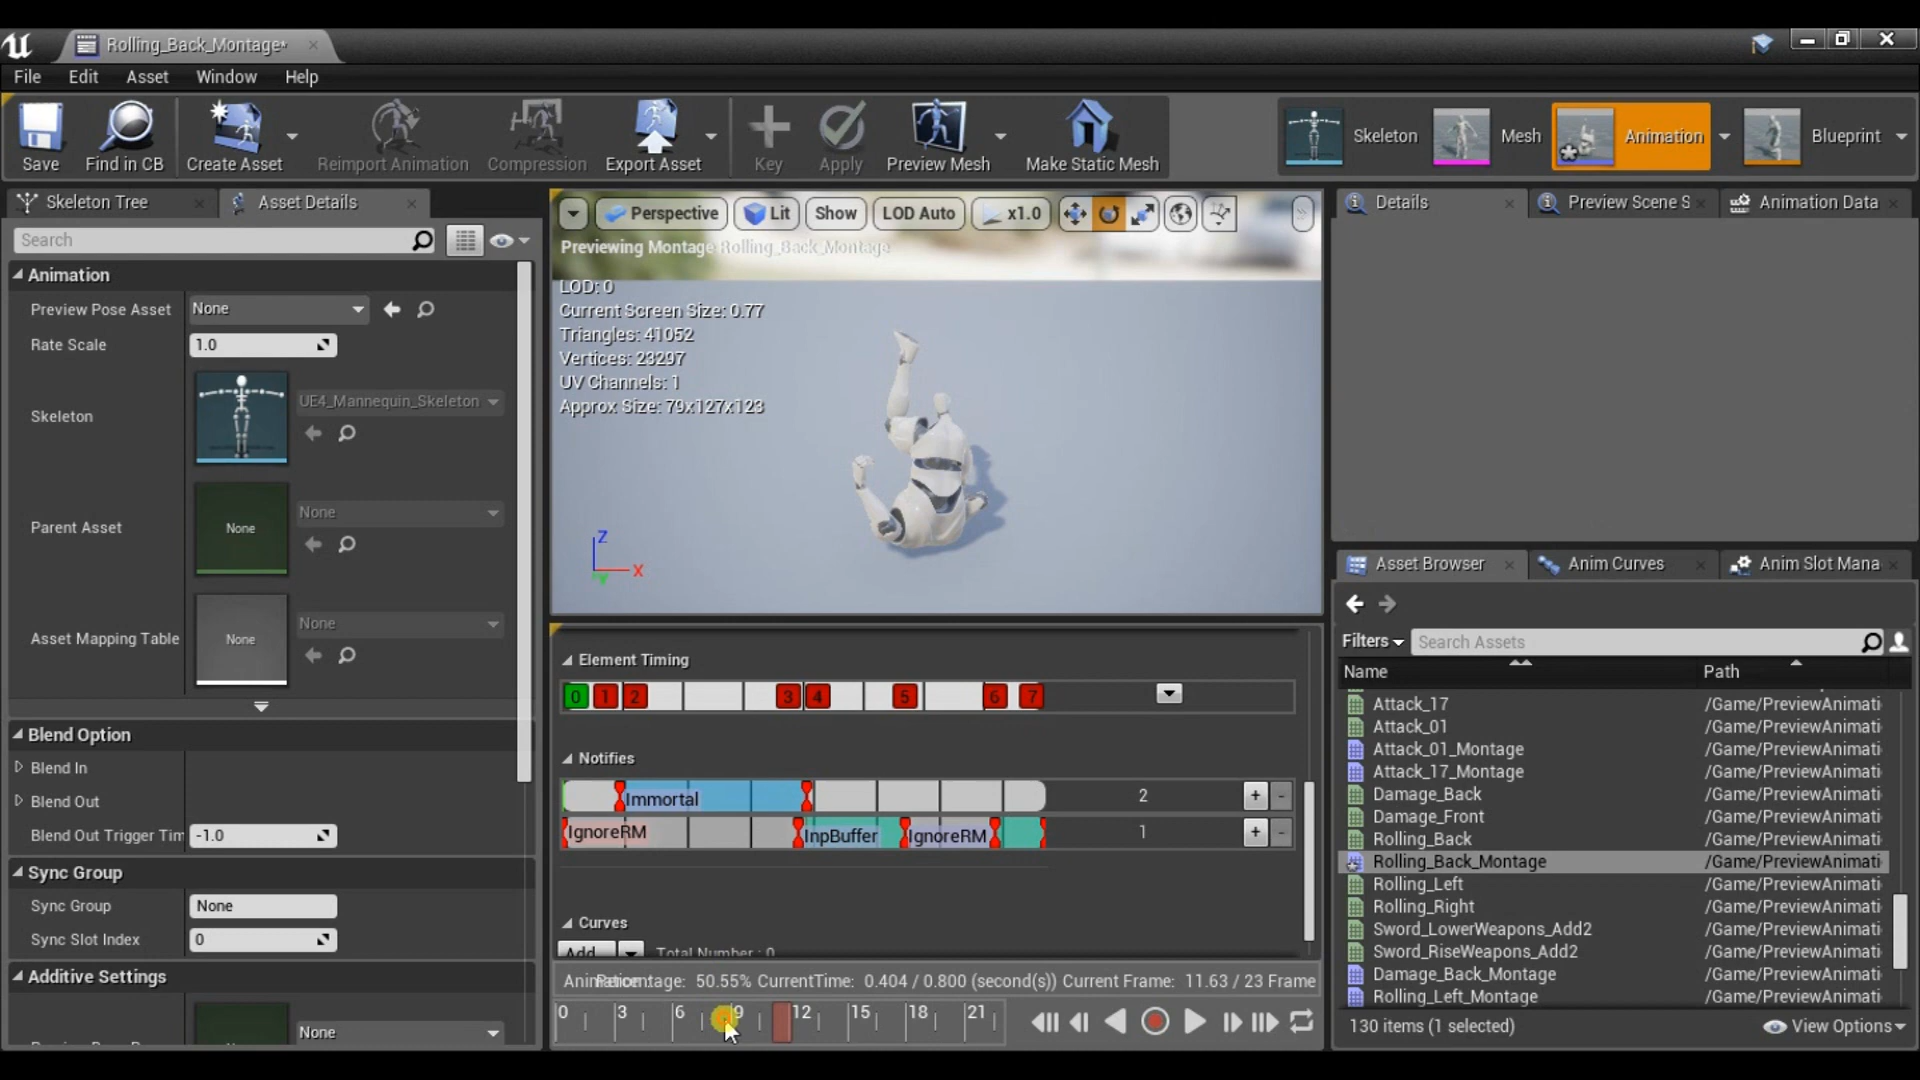 Rolling_Back_Montage*
File Edit Asset Window Help
Save Find in CB Create Asset Reimport Animation Compression Export Asset Key Apply Preview Mesh Make Static Mesh Skeleton Mesh Animation Blueprint
Skeleton Tree Asset Details
Search
Animation
Preview Pose Asset None
Rate Scale 1.0
Skeleton UE4_Mannequin_Skeleton
Parent Asset None None
Asset Mapping Table None None
Blend Option
Blend In
Blend Out
Blend Out Trigger Tim -1.0
Sync Group
Sync Group None
Sync Slot Index 0
Additive Settings
None
Perspective Lit Show LOD Auto x1.0
Previewing Montage Rolling_Back_Montage
LOD: 0
Current Screen Size: 0.77
Triangles: 41052
Vertices: 23297
UV Channels: 1
Approx Size: 79x127x123
Z
X
Y
Element Timing
0 1 2 3 4 5 6 7
Notifies
Immortal 2 + -
IgnoreRM InpBuffer IgnoreRM 1 + -
Curves
Add Total Number : 0
Percentage: 50.55% CurrentTime: 0.404 / 0.800 (second(s)) Current Frame: 11.63 / 23 Frame
0 3 6 9 12 15 18 21
Details Preview Scene S Animation Data
Asset Browser Anim Curves Anim Slot Mana
Filters Search Assets
Name Path
Attack_17 /Game/PreviewAnimati
Attack_01 /Game/PreviewAnimati
Attack_01_Montage /Game/PreviewAnimati
Attack_17_Montage /Game/PreviewAnimati
Damage_Back /Game/PreviewAnimati
Damage_Front /Game/PreviewAnimati
Rolling_Back /Game/PreviewAnimati
Rolling_Back_Montage /Game/PreviewAnimati
Rolling_Left /Game/PreviewAnimati
Rolling_Right /Game/PreviewAnimati
Sword_LowerWeapons_Add2 /Game/PreviewAnimati
Sword_RiseWeapons_Add2 /Game/PreviewAnimati
Damage_Back_Montage /Game/PreviewAnimati
Rolling_Left_Montage /Game/PreviewAnimati
130 items (1 selected) View Options